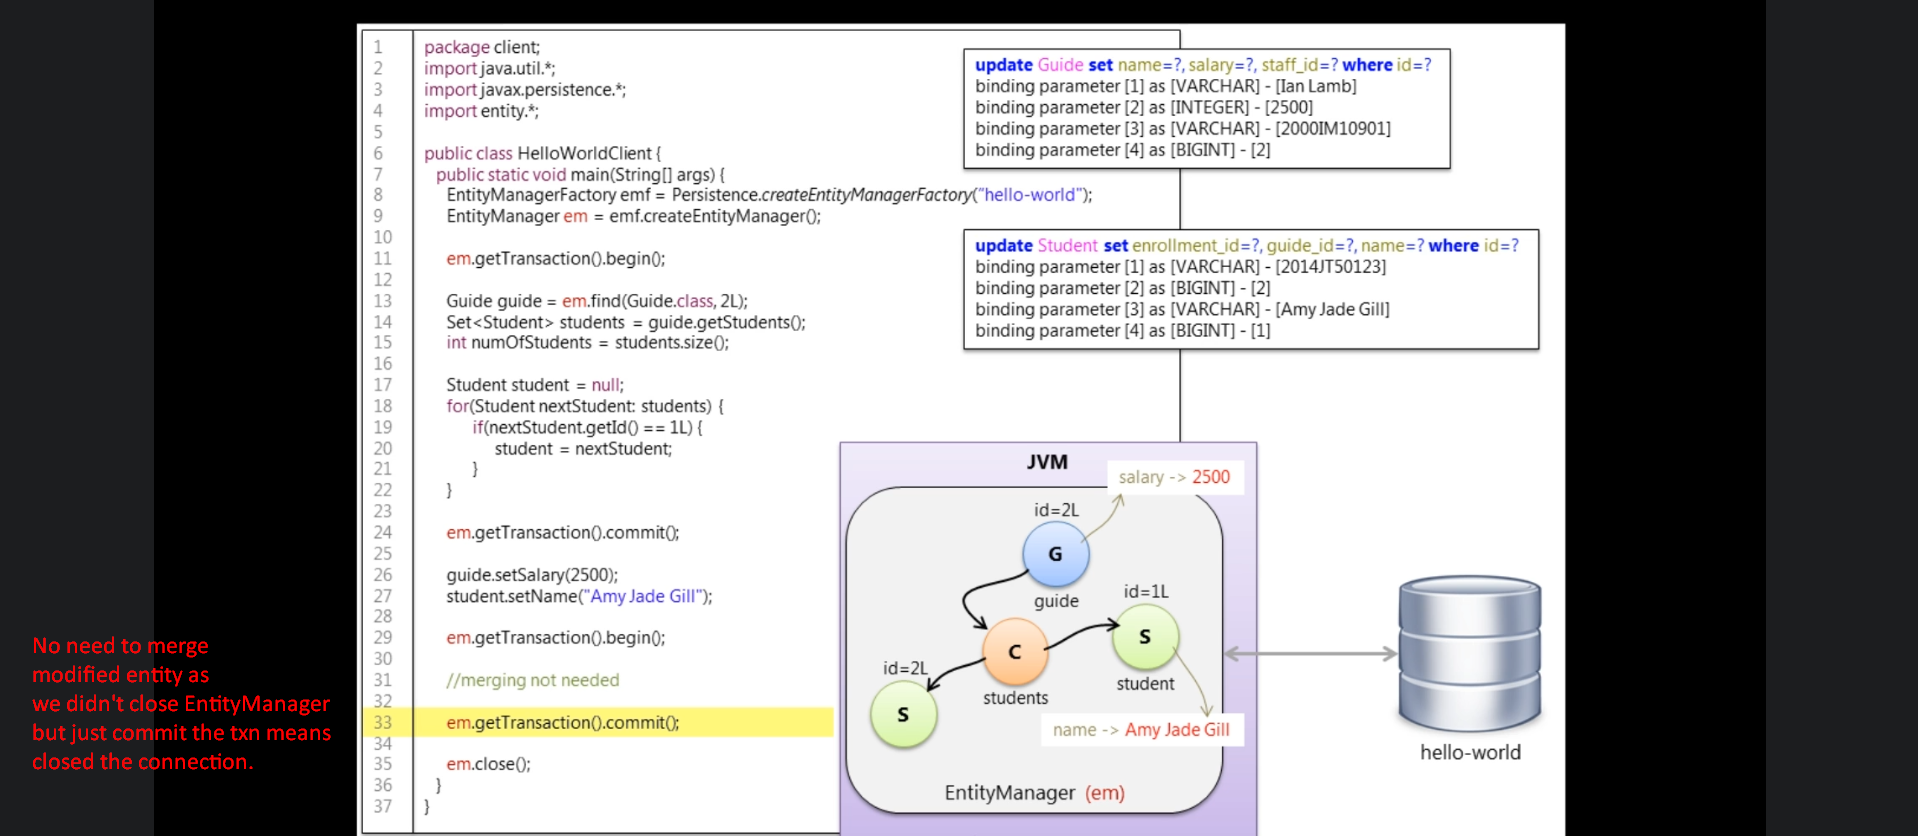 1 package client;
2 import java.util.*;
3 import javax.persistence.*;
4 import entity.*;
5
6 public class HelloWorldClient {
7 public static void main(String[] args) {
8 EntityManagerFactory emf = Persistence.createEntityManagerFactory("hello-world");
9 EntityManager em = emf.createEntityManager();
10
11 em.getTransaction().begin();
12
13 Guide guide = em.find(Guide.class, 2L);
14 Set<Student> students = guide.getStudents();
15 int numOfStudents = students.size();
16
17 Student student = null;
18 for(Student nextStudent: students) {
19 if(nextStudent.getId() == 1L) {
20 student = nextStudent;
21 }
22 }
23
24 em.getTransaction().commit();
25
26 guide.setSalary(2500);
27 student.setName("Amy Jade Gill");
28
29 em.getTransaction().begin();
30
31 //merging not needed
32
33 em.getTransaction().commit();
34
35 em.close();
36 }
37 }
update Guide set name=?, salary=?, staff_id=? where id=?
binding parameter [1] as [VARCHAR] - [Ian Lamb]
binding parameter [2] as [INTEGER] - [2500]
binding parameter [3] as [VARCHAR] - [2000IM10901]
binding parameter [4] as [BIGINT] - [2]
update Student set enrollment_id=?, guide_id=?, name=? where id=?
binding parameter [1] as [VARCHAR] - [2014JT50123]
binding parameter [2] as [BIGINT] - [2]
binding parameter [3] as [VARCHAR] - [Amy Jade Gill]
binding parameter [4] as [BIGINT] - [1]
JVM
salary -> 2500
id=2L
G
guide
id=1L
S
student
C
students
id=2L
S
name -> Amy Jade Gill
EntityManager (em)
hello-world
No need to merge
modified entity as
we didn't close EntityManager
but just commit the txn means
closed the connection.